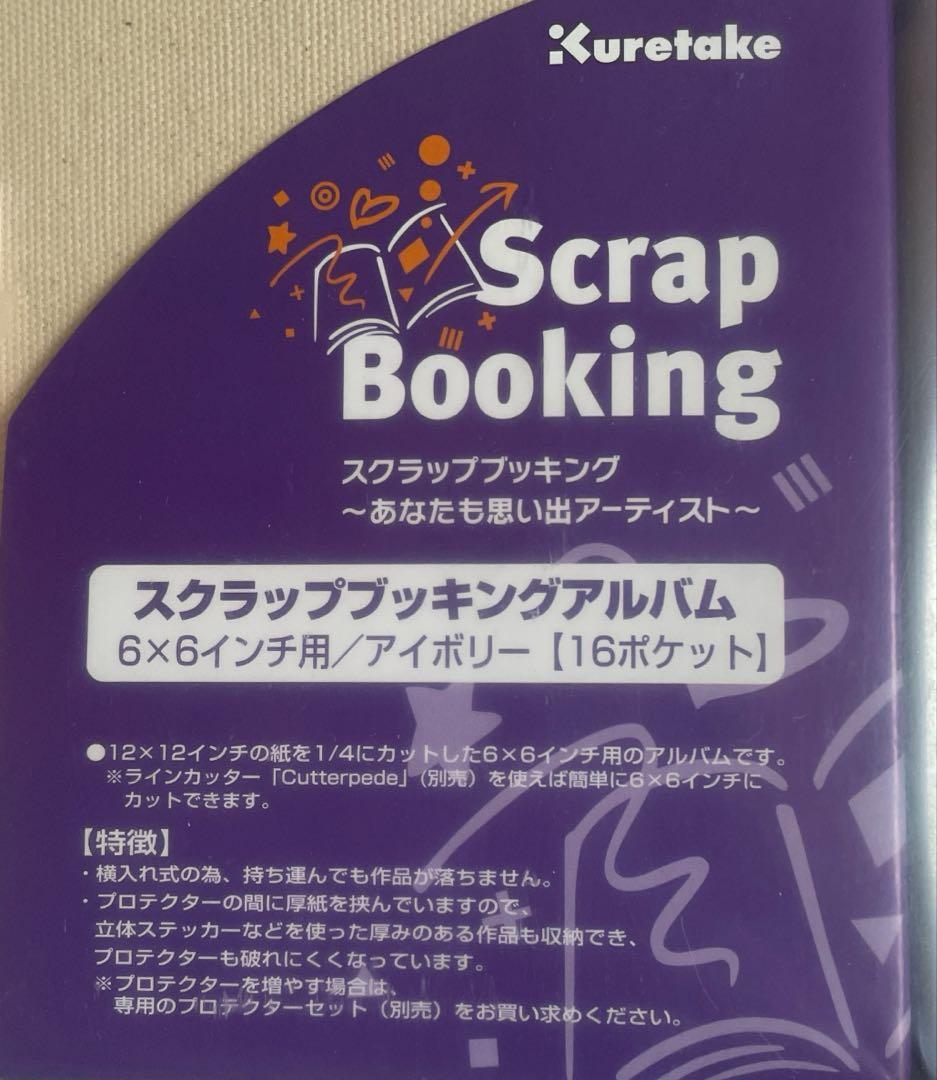 Kuretake
Scrap
Booking
スクラップブッキング
～あなたも思い出アーティスト～
スクラップブッキングアルバム
6×6インチ用／アイボリー【16ポケット】
●12×12インチの紙を1/4にカットした6×6インチ用のアルバムです。
※ラインカッター「Cutterpede」（別売）を使えば簡単に6×6インチに
カットできます。
【特徴】
・横入れ式の為、持ち運んでも作品が落ちません。
・プロテクターの間に厚紙を挟んでいますので、
立体ステッカーなどを使った厚みのある作品も収納でき、
プロテクターも破れにくくなっています。
※プロテクターを増やす場合は、
専用のプロテクターセット（別売）をお買い求めください。